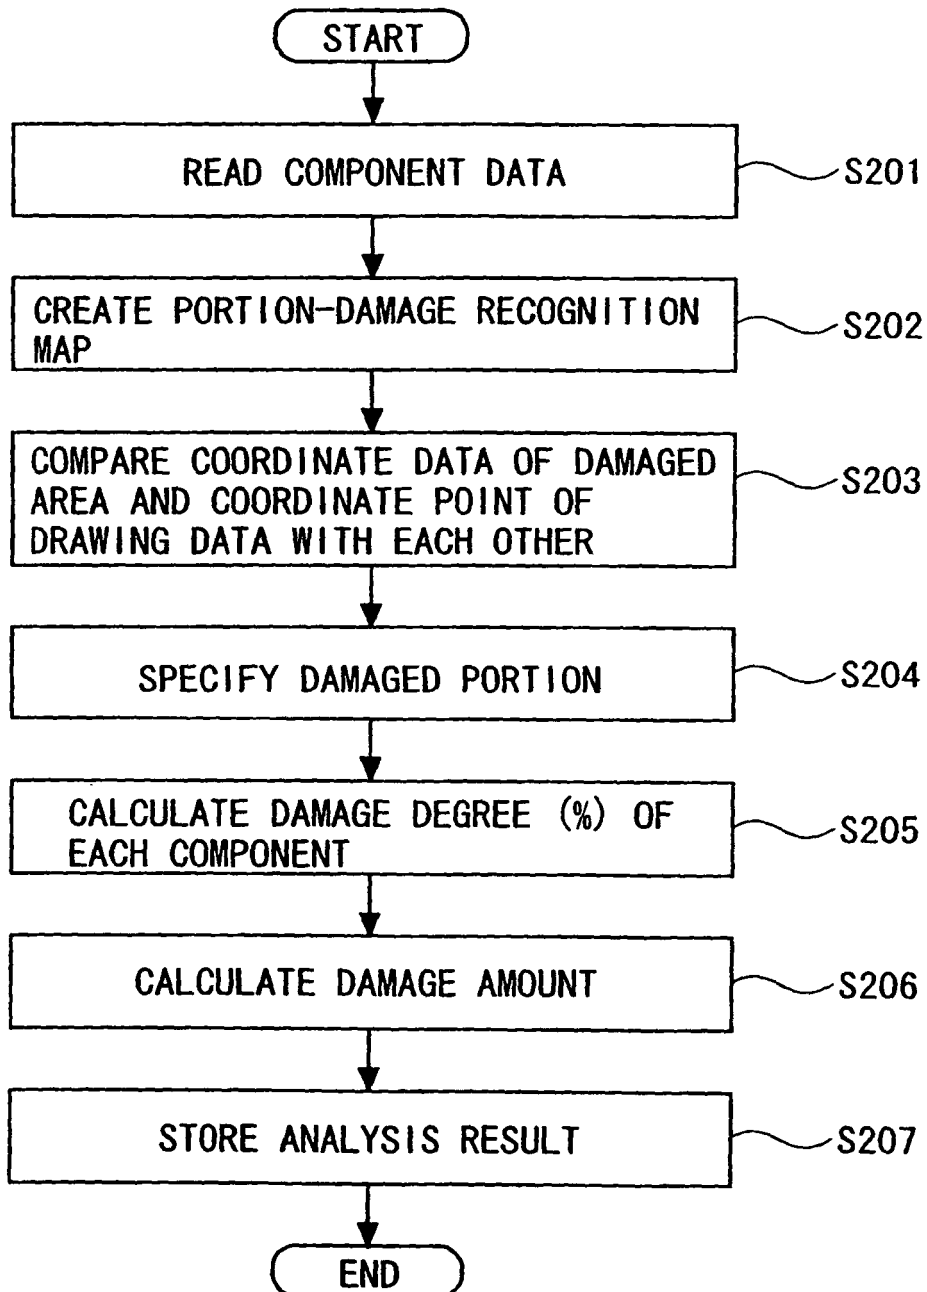 START
READ COMPONENT DATA
S201
CREATE PORTION-DAMAGE RECOGNITION
MAP
S202
COMPARE COORDINATE DATA OF DAMAGED
AREA AND COORDINATE POINT OF
DRAWING DATA WITH EACH OTHER
S203
SPECIFY DAMAGED PORTION
S204
CALCULATE DAMAGE DEGREE (%) OF
EACH COMPONENT
S205
CALCULATE DAMAGE AMOUNT
S206
STORE ANALYSIS RESULT
S207
END